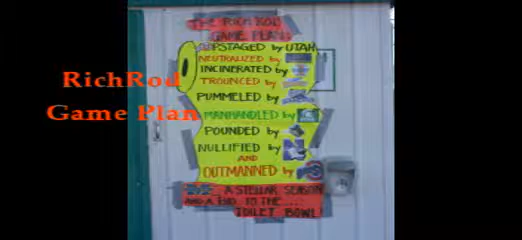 THE RICH ROD
GAME PLAN:
UPSTAGED by UTAH
NEUTRALIZED by
INCINERATED by
TROUNCED by
PUMMELED by
MANHANDLED by
POUNDED by
NULLIFIED by
AND
OUTMANNED by
A STELLAR SEASON
AND A BID TO THE....
TOILET BOWL!
RichRod
Game Plan